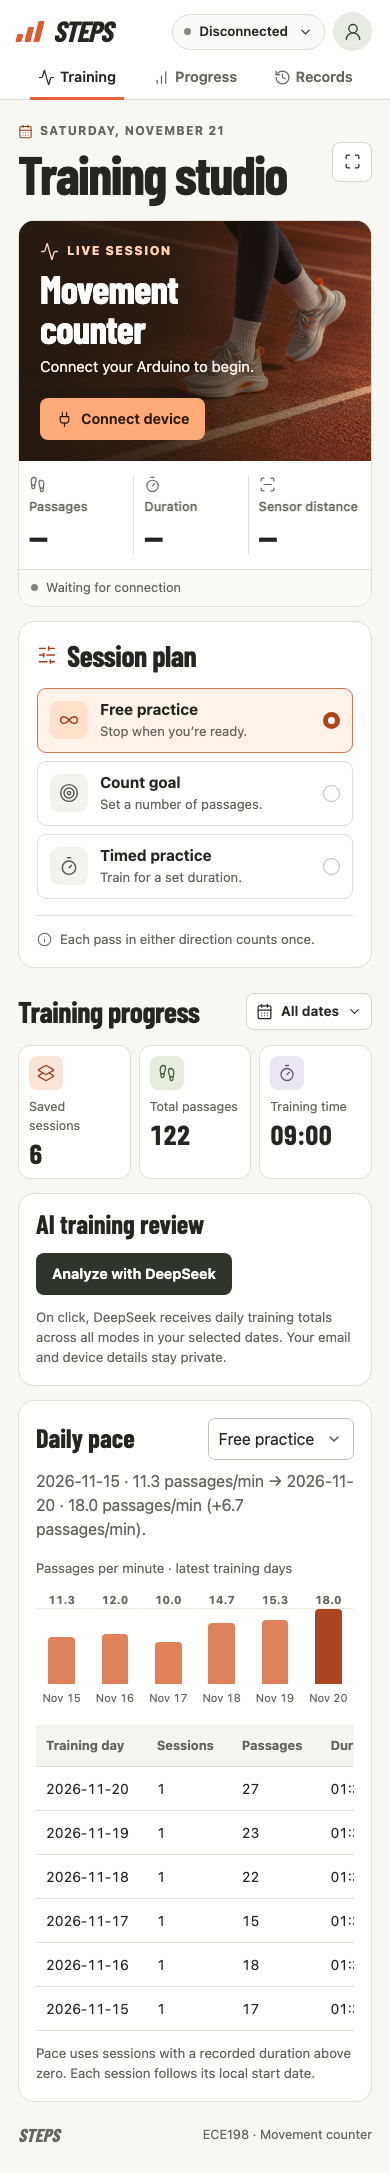 STEPS
Disconnected
Training
Progress
Records
SATURDAY, NOVEMBER 21
Training studio
LIVE SESSION
Movement
counter
Connect your Arduino to begin.
Connect device
Passages
Duration
Sensor distance
–
–
–
Waiting for connection
Session plan
Free practice
Stop when you're ready.
Count goal
Set a number of passages.
Timed practice
Train for a set duration.
Each pass in either direction counts once.
Training progress
All dates
Saved
sessions
6
Total passages
122
Training time
09:00
AI training review
Analyze with DeepSeek
On click, DeepSeek receives daily training totals
across all modes in your selected dates. Your email
and device details stay private.
Daily pace
Free practice
2026-11-15 · 11.3 passages/min → 2026-11-
20 · 18.0 passages/min (+6.7
passages/min).
Passages per minute · latest training days
11.3 12.0 10.0 14.7 15.3 18.0
Nov 15 Nov 16 Nov 17 Nov 18 Nov 19 Nov 20
Training day Sessions Passages
2026-11-20 1 27
2026-11-19 1 23
2026-11-18 1 22
2026-11-17 1 15
2026-11-16 1 18
2026-11-15 1 17
Pace uses sessions with a recorded duration above
zero. Each session follows its local start date.
STEPS
ECE198 · Movement counter